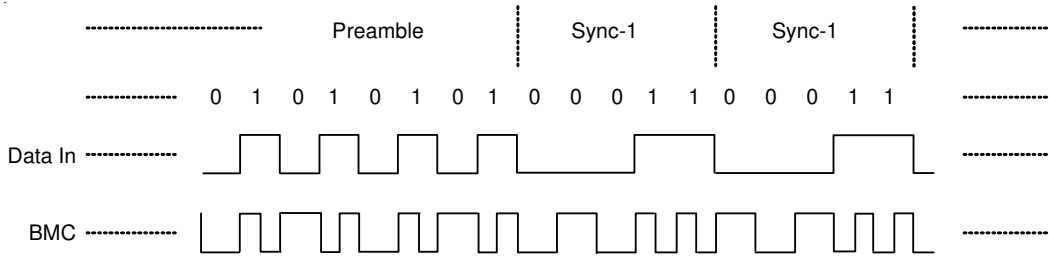 Preamble Sync-1 Sync-1
0 1 0 1 0 1 0 1 0 0 0 1 1 0 0 0 1 1
Data In
BMC